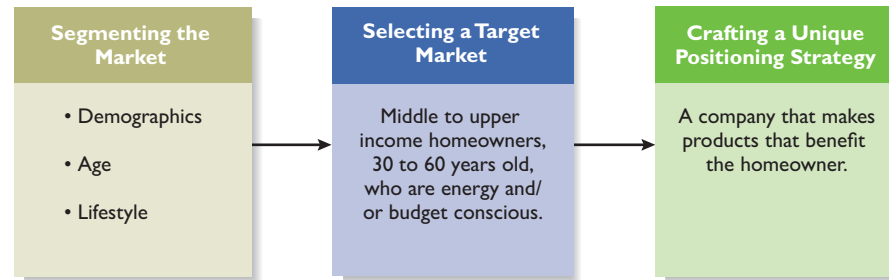 Segmenting the
Market
• Demographics
• Age
• Lifestyle
Selecting a Target
Market
Middle to upper
income homeowners,
30 to 60 years old,
who are energy and/
or budget conscious.
Crafting a Unique
Positioning Strategy
A company that makes
products that benefit
the homeowner.